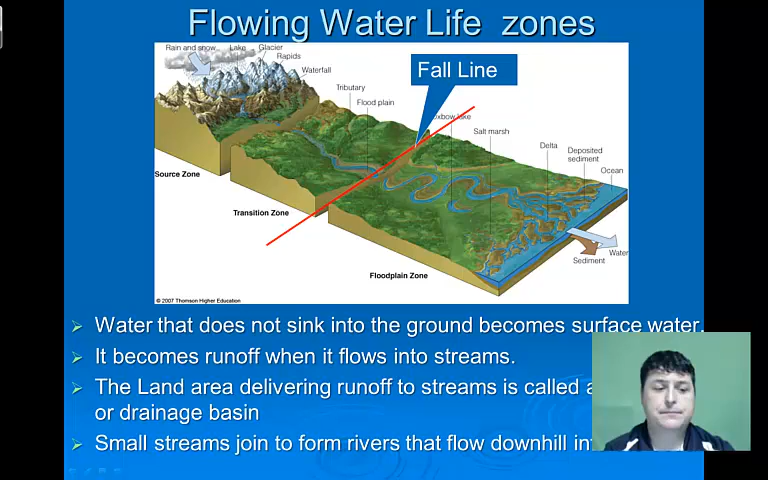 Flowing Water Life zones
Rain and snow
Lake
Glacier
Rapids
Waterfall
Fall Line
Tributary
Flood plain
Salt marsh
Delta
Deposited
sediment
Ocean
Source Zone
Transition Zone
Floodplain Zone
Water
Sediment
© 2007 Thomson Higher Education
Water that does not sink into the ground becomes surface water.
It becomes runoff when it flows into streams.
The Land area delivering runoff to streams is called
or drainage basin
Small streams join to form rivers that flow downhill